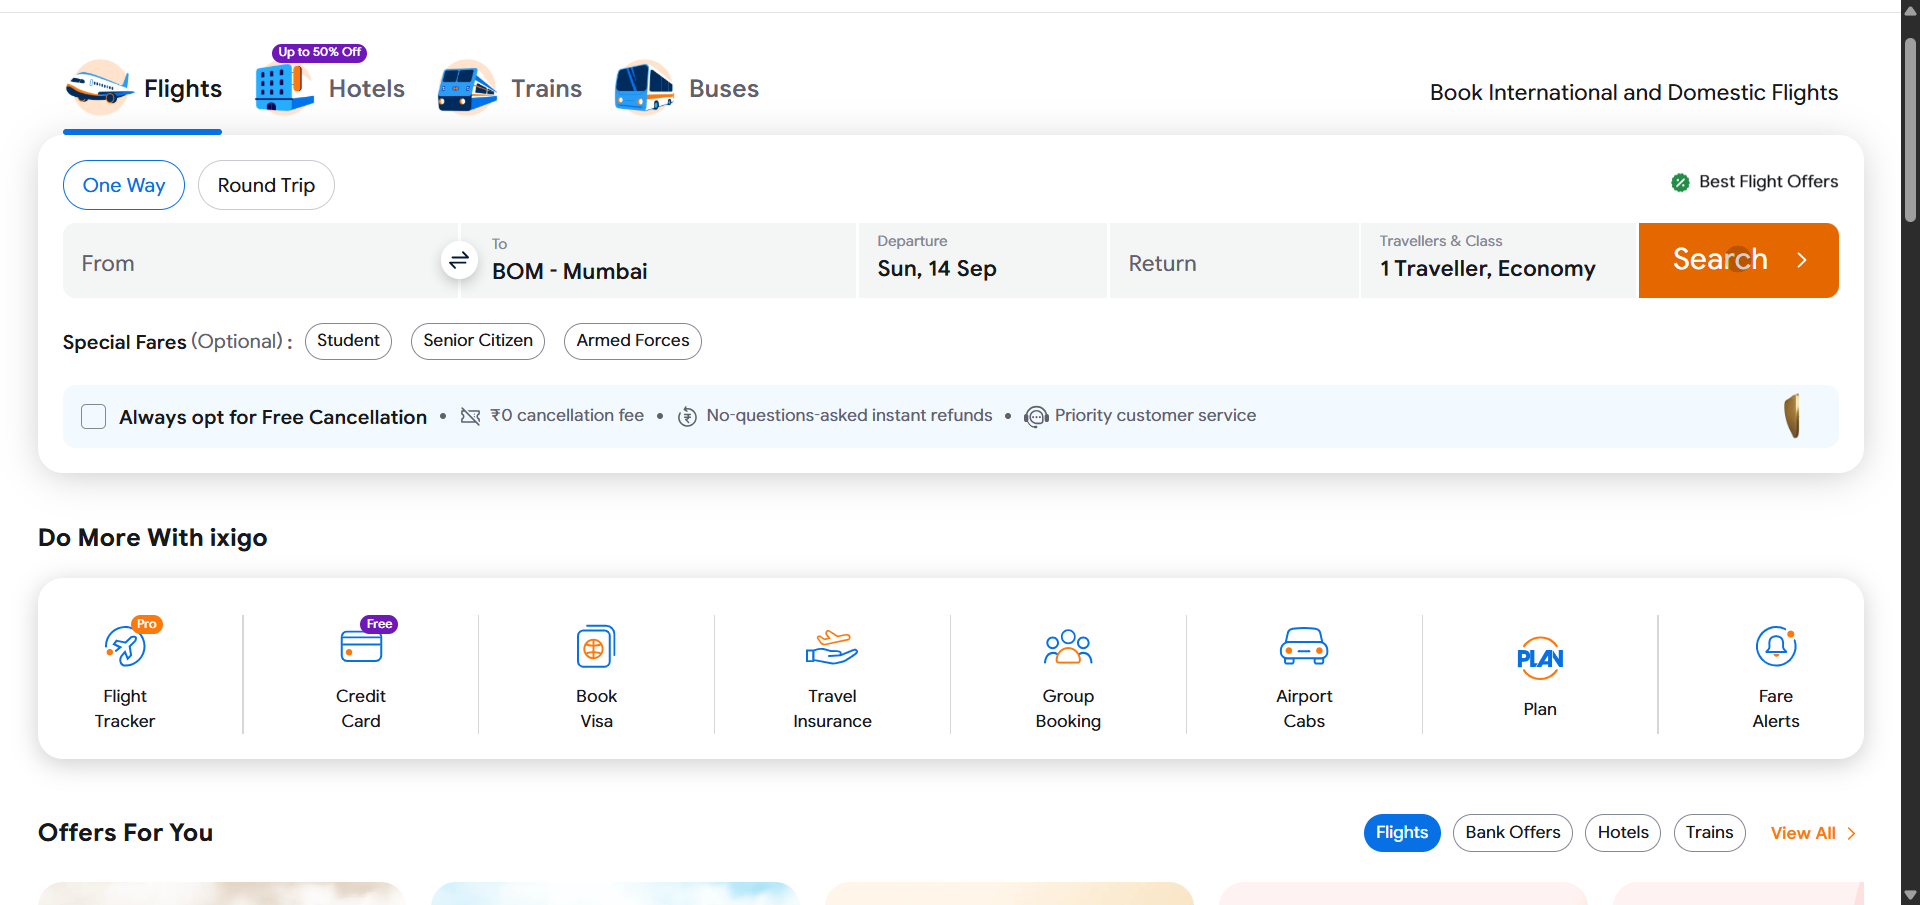 Up to 50% Off
Flights
Hotels
Trains
Buses
Book International and Domestic Flights
One Way
Round Trip
Best Flight Offers
From
To
BOM - Mumbai
Departure
Sun, 14 Sep
Return
Travellers & Class
1 Traveller, Economy
Search
Special Fares (Optional) :
Student
Senior Citizen
Armed Forces
Always opt for Free Cancellation • ₹0 cancellation fee • No-questions-asked instant refunds • Priority customer service
Do More With ixigo
Pro
Flight
Tracker
Free
Credit
Card
Book
Visa
Travel
Insurance
Group
Booking
Airport
Cabs
PLAN
Plan
Fare
Alerts
Offers For You
Flights
Bank Offers
Hotels
Trains
View All